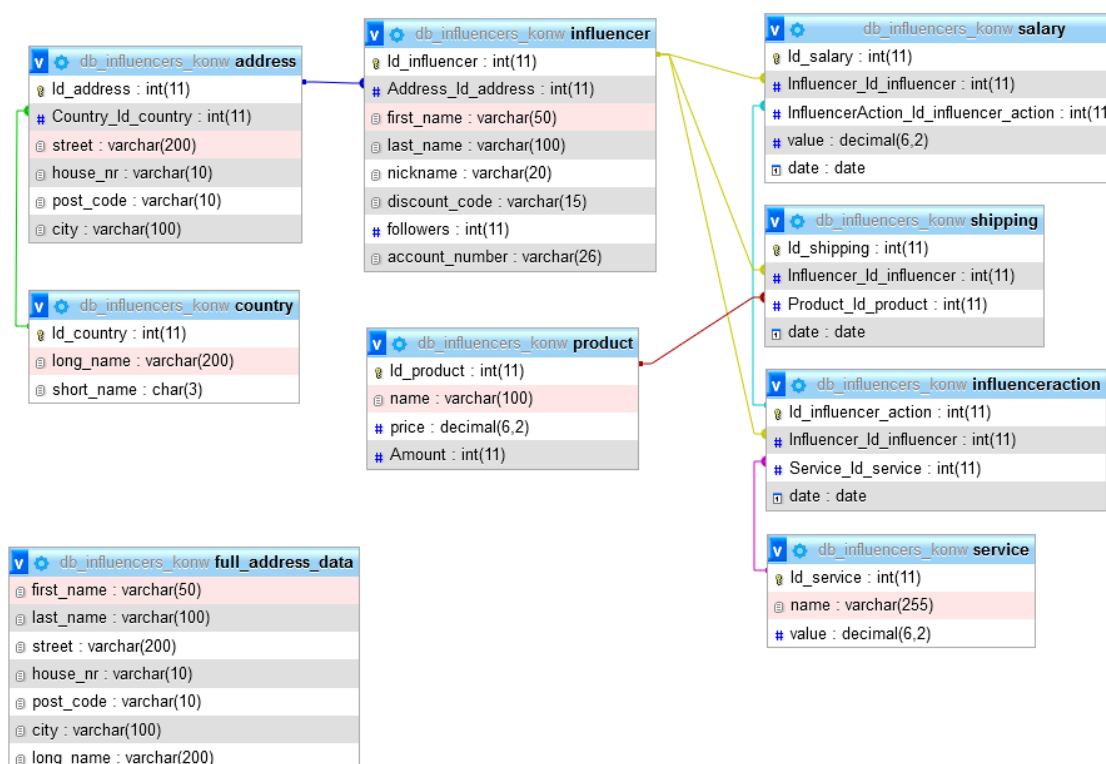 db_influencers_konw address
Id_address : int(11)
Country_Id_country : int(11)
street : varchar(200)
house_nr : varchar(10)
post_code : varchar(10)
city : varchar(100)
db_influencers_konw country
Id_country : int(11)
long_name : varchar(200)
short_name : char(3)
db_influencers_konw influencer
Id_influencer : int(11)
Address_Id_address : int(11)
first_name : varchar(50)
last_name : varchar(100)
nickname : varchar(20)
discount_code : varchar(15)
followers : int(11)
account_number : varchar(26)
db_influencers_konw product
Id_product : int(11)
name : varchar(100)
price : decimal(6,2)
Amount : int(11)
db_influencers_konw salary
Id_salary : int(11)
Influencer_Id_influencer : int(11)
InfluencerAction_Id_influencer_action : int(11
value : decimal(6,2)
date : date
db_influencers_konw shipping
Id_shipping : int(11)
Influencer_Id_influencer : int(11)
Product_Id_product : int(11)
date : date
db_influencers_konw influenceraction
Id_influencer_action : int(11)
Influencer_Id_influencer : int(11)
Service_Id_service : int(11)
date : date
db_influencers_konw service
Id_service : int(11)
name : varchar(255)
value : decimal(6,2)
db_influencers_konw full_address_data
first_name : varchar(50)
last_name : varchar(100)
street : varchar(200)
house_nr : varchar(10)
post_code : varchar(10)
city : varchar(100)
long_name : varchar(200)